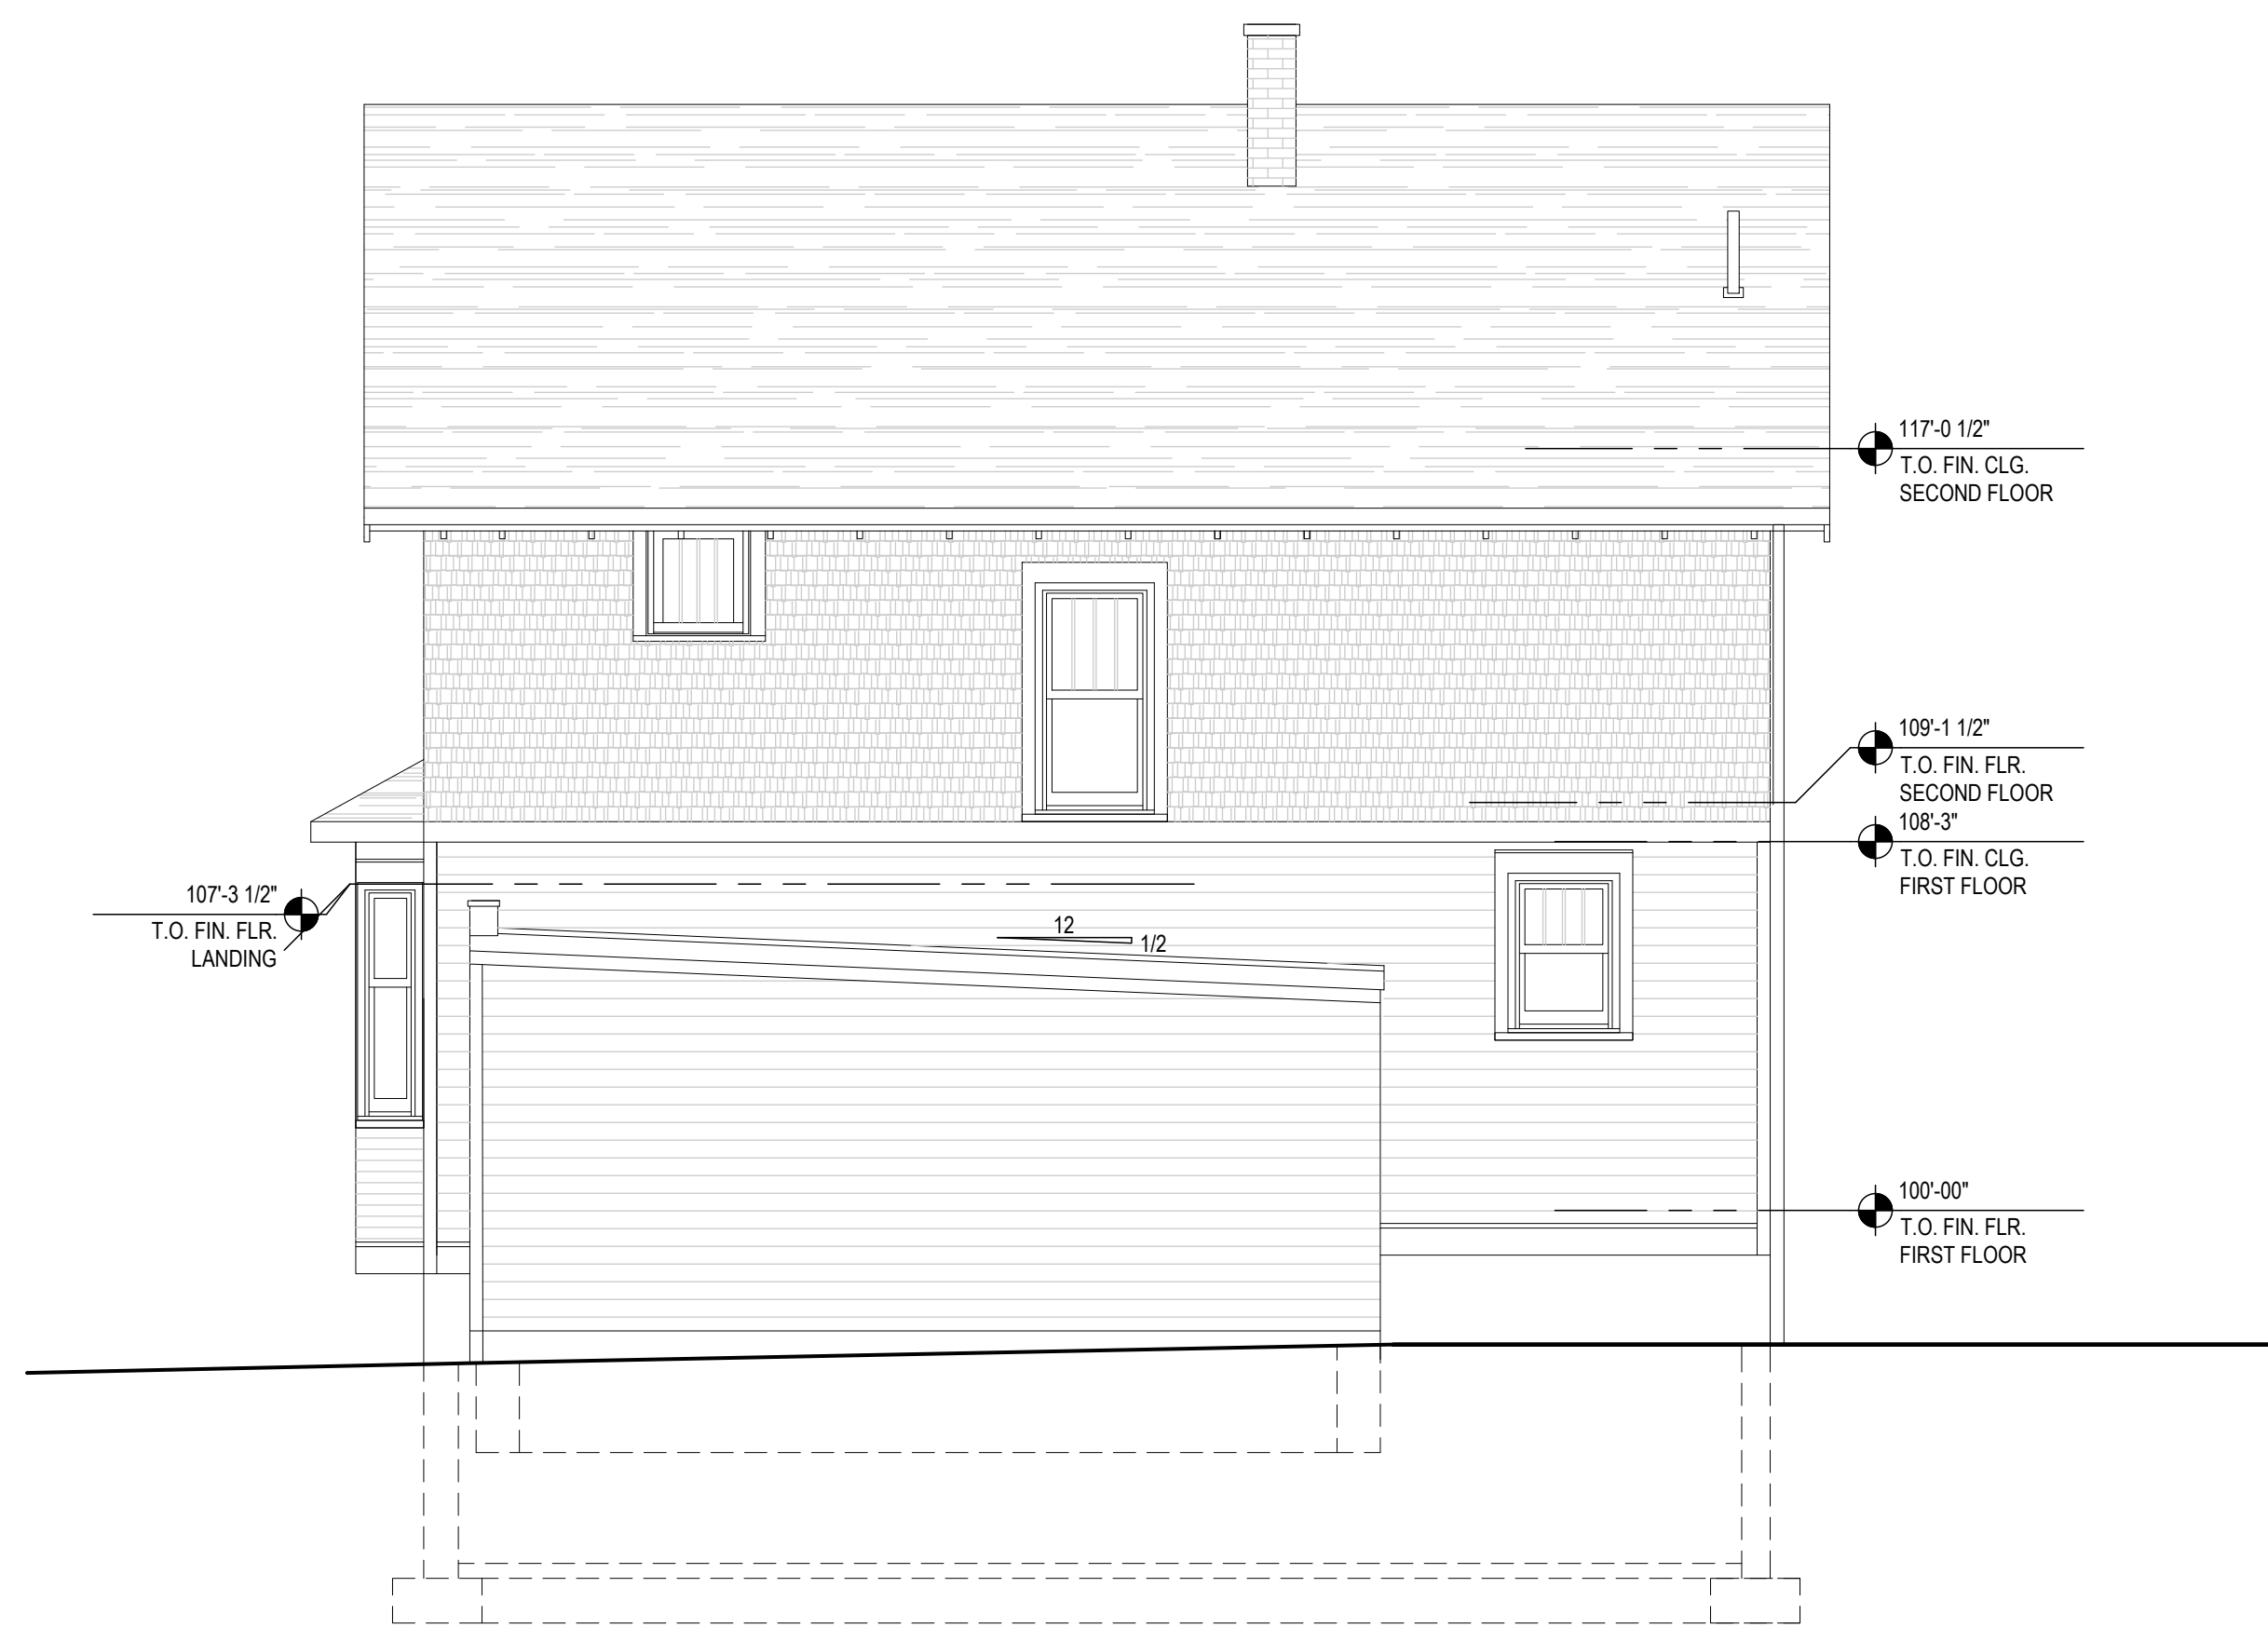 117'-0 1/2"
T.O. FIN. CLG.
SECOND FLOOR
109'-1 1/2"
T.O. FIN. FLR.
SECOND FLOOR
108'-3"
T.O. FIN. CLG.
FIRST FLOOR
107'-3 1/2"
T.O. FIN. FLR.
LANDING
12
1/2
100'-00"
T.O. FIN. FLR.
FIRST FLOOR